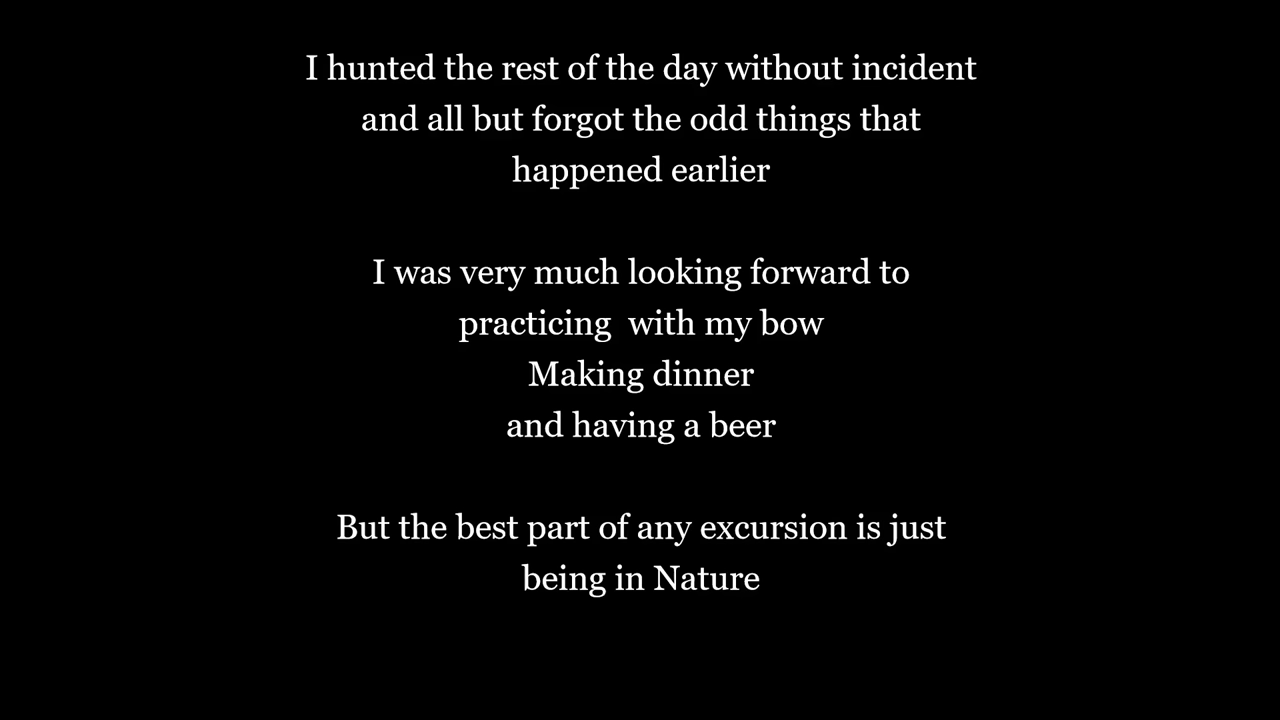 I hunted the rest of the day without incident
and all but forgot the odd things that
happened earlier
I was very much looking forward to
practicing  with my bow
Making dinner
and having a beer
But the best part of any excursion is just
being in Nature